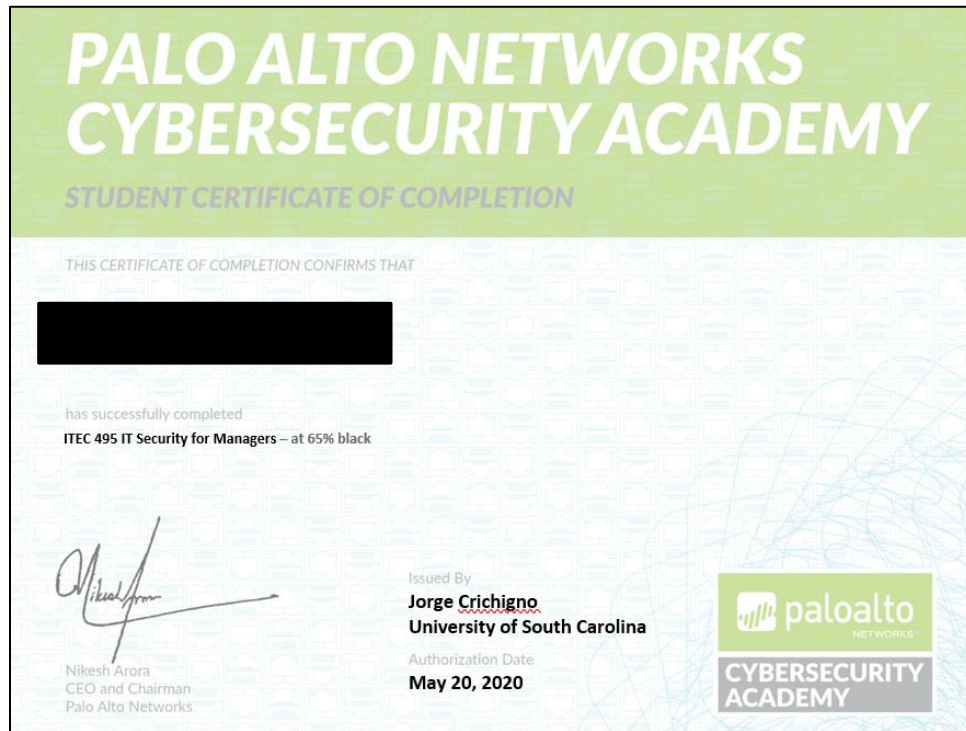 PALO ALTO NETWORKS
CYBERSECURITY ACADEMY
STUDENT CERTIFICATE OF COMPLETION
THIS CERTIFICATE OF COMPLETION CONFIRMS THAT
has successfully completed
ITEC 495 IT Security for Managers – at 65% black
Nikesh Arora
Nikesh Arora
CEO and Chairman
Palo Alto Networks
Issued By
Jorge Crichigno
University of South Carolina
Authorization Date
May 20, 2020
paloalto
NETWORKS®
CYBERSECURITY
ACADEMY